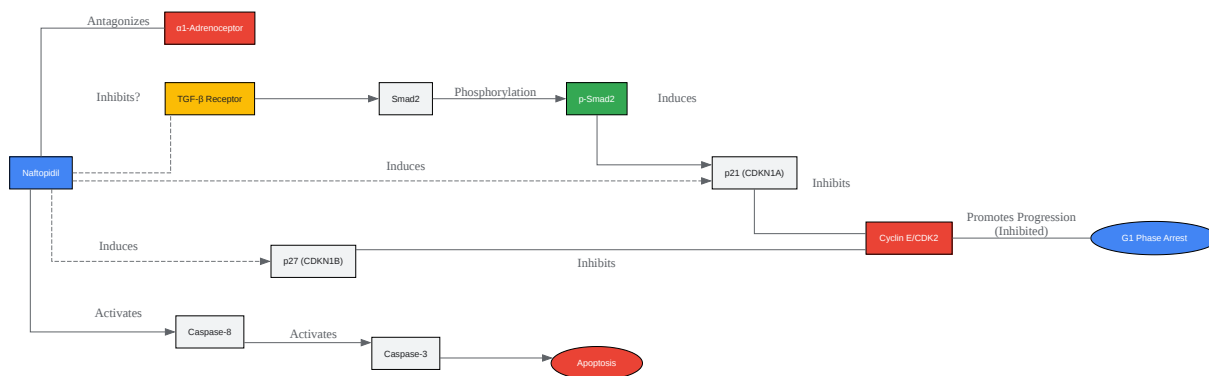 Antagonizes
α1-Adrenoceptor
Inhibits?
TGF-β Receptor
Smad2
Phosphorylation
p-Smad2
Induces
Naftopidil
Induces
p21 (CDKN1A)
Inhibits
Induces
p27 (CDKN1B)
Inhibits
Cyclin E/CDK2
Promotes Progression
(Inhibited)
G1 Phase Arrest
Activates
Caspase-8
Activates
Caspase-3
Apoptosis